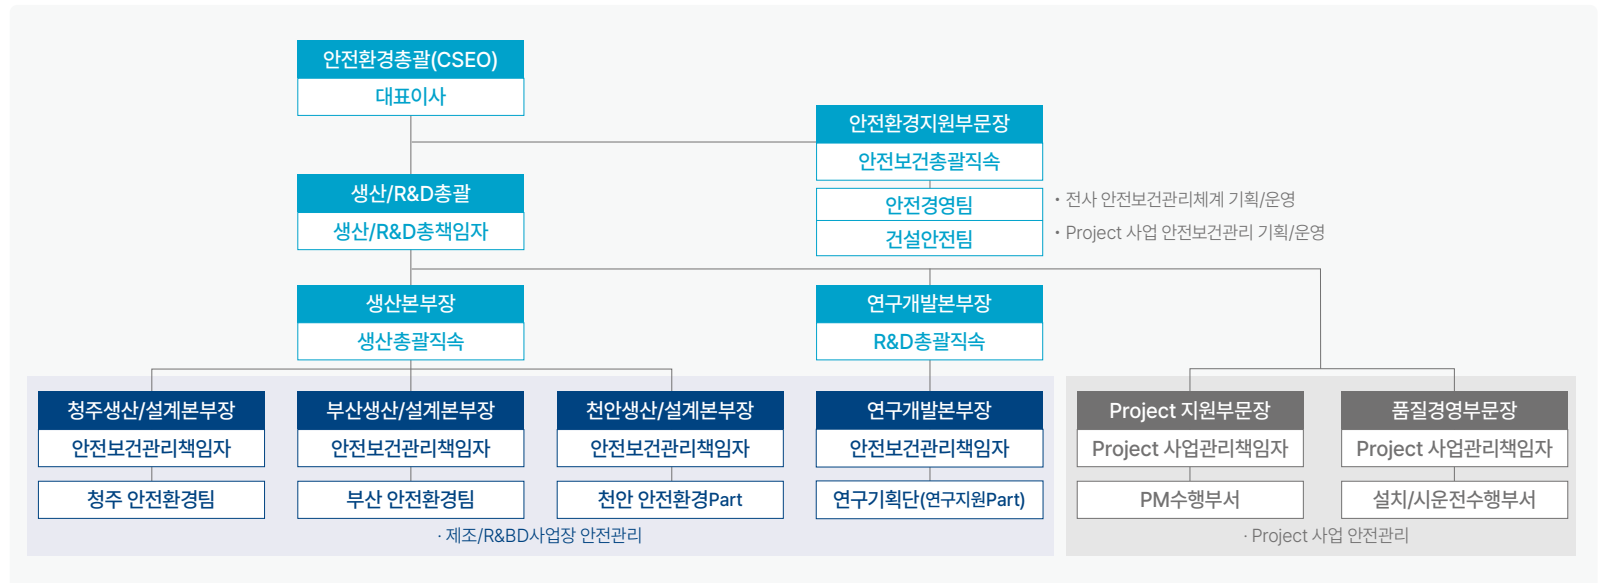 안전환경총괄(CSEO)
대표이사
안전환경지원부문장
안전보건총괄직속
안전경영팀
· 전사 안전보건관리체계 기획/운영
건설안전팀
· Project 사업 안전보건관리 기획/운영
생산/R&D총괄
생산/R&D총책임자
생산본부장
생산총괄직속
연구개발본부장
R&D총괄직속
청주생산/설계본부장
안전보건관리책임자
청주 안전환경팀
부산생산/설계본부장
안전보건관리책임자
부산 안전환경팀
천안생산/설계본부장
안전보건관리책임자
천안 안전환경Part
연구개발본부장
안전보건관리책임자
연구기획단(연구지원Part)
· 제조/R&BD사업장 안전관리
Project 지원부문장
Project 사업관리책임자
PM수행부서
품질경영부문장
Project 사업관리책임자
설치/시운전수행부서
· Project 사업 안전관리